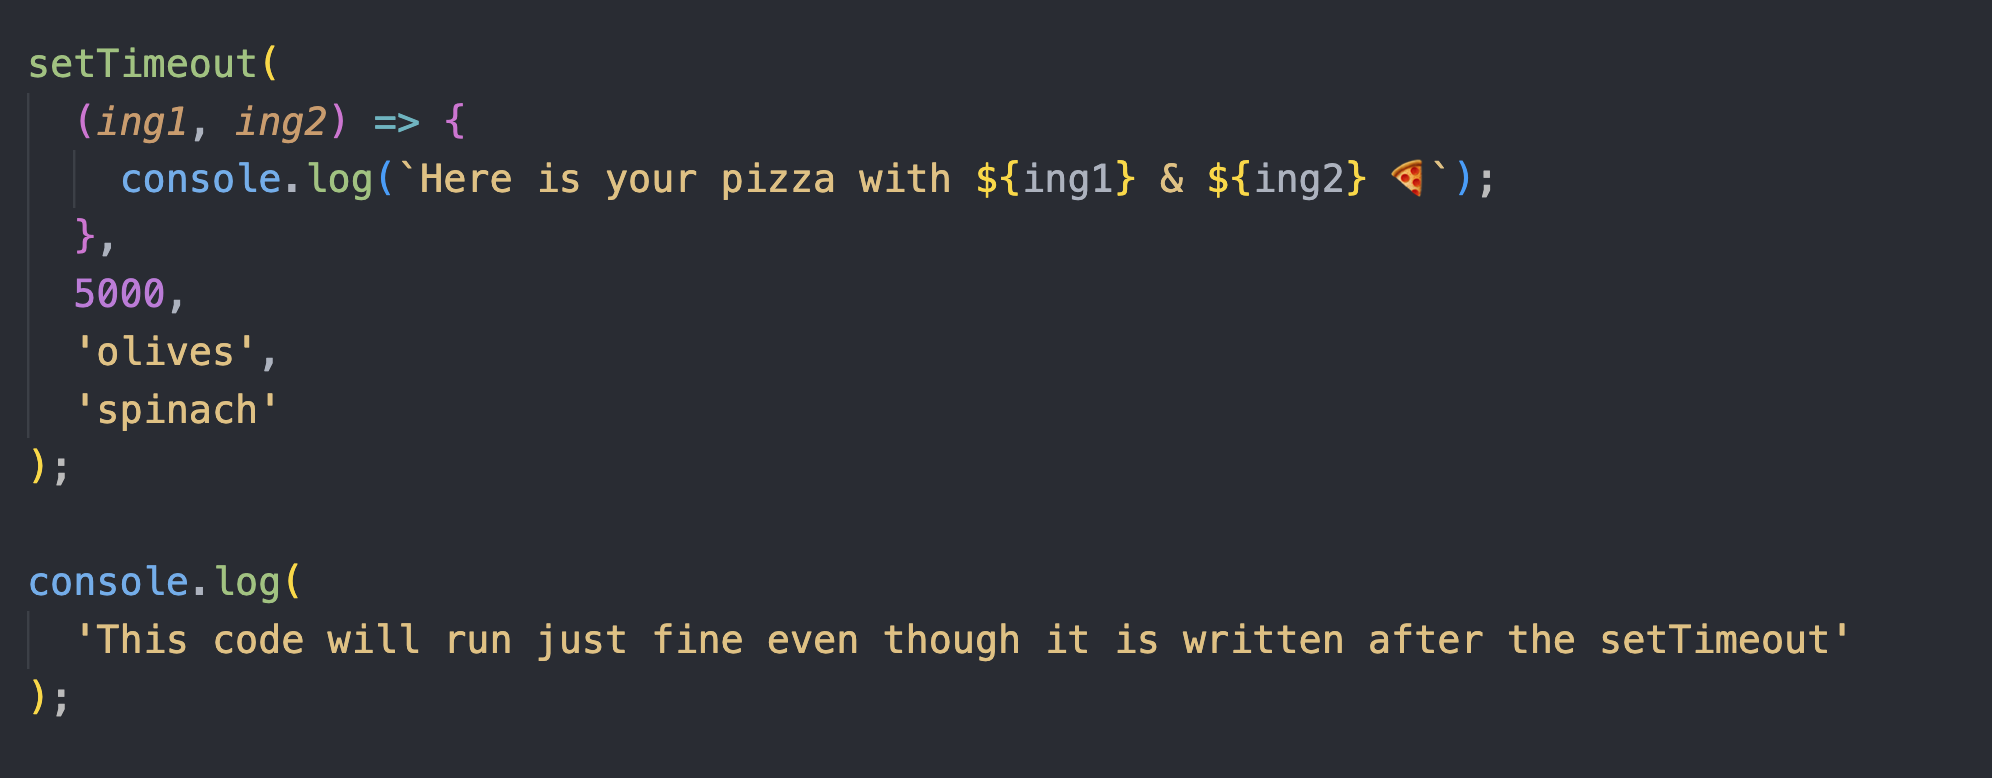 setTimeout(
  (ing1, ing2) => {
    console.log(`Here is your pizza with ${ing1} & ${ing2} 🍕`);
  },
  5000,
  'olives',
  'spinach'
);
console.log(
  'This code will run just fine even though it is written after the setTimeout'
);